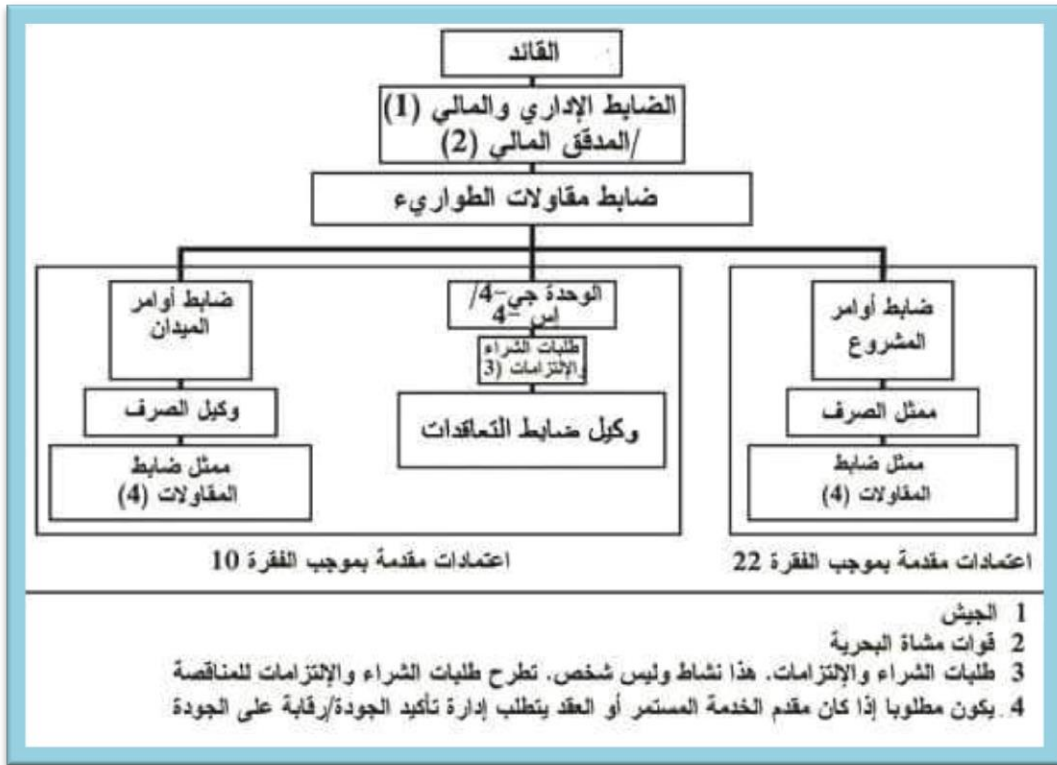 القائد
الضابط الإداري والمالي (1)
/المدقق المالي (2)
ضابط مقاولات الطواريء
ضابط أوامر
المشروع
ممثل الصرف
ممثل ضابط
المقاولات (4)
اعتمادات مقدمة بموجب الفقرة 22
الوحدة جي-4/
إس -4
طلبات الشراء
والإلتزامات (3
وكيل ضابط التعاقدات
ضابط أوامر
الميدان
وكيل الصرف
ممثل ضابط
المقاولات (4)
اعتمادات مقدمة بموجب الفقرة 10
1 الجيش
2 قوات مشاة البحرية
3 طلبات الشراء والإلتزامات. هذا نشاط وليس شخص. تطرح طلبات الشراء والإلتزامات للمناقصة
4. يكون مطلوبا إذا كان مقدم الخدمة المستمر أو العقد يتطلب إدارة تأكيد الجودة/رقابة على الجودة